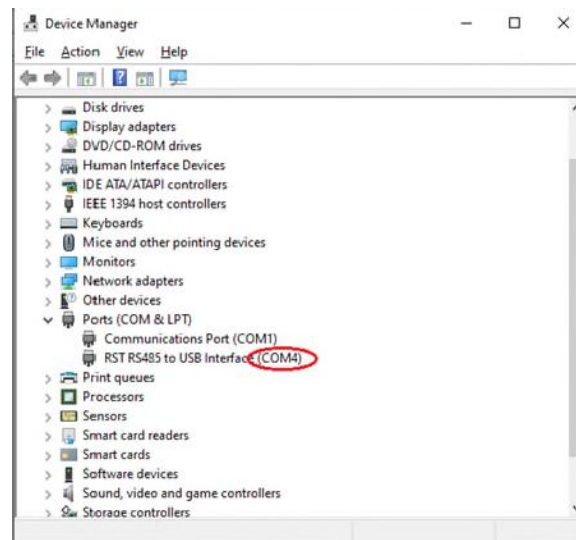 Device Manager
File Action View Help
Disk drives
Display adapters
DVD/CD-ROM drives
Human Interface Devices
IDE ATA/ATAPI controllers
IEEE 1394 host controllers
Keyboards
Mice and other pointing devices
Monitors
Network adapters
Other devices
Ports (COM & LPT)
Communications Port (COM1)
RST RS485 to USB Interface (COM4)
Print queues
Processors
Sensors
Smart card readers
Smart cards
Software devices
Sound, video and game controllers
Storage controllers